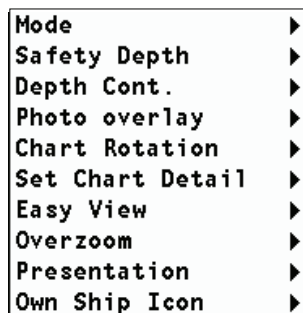 Mode
Safety Depth
Depth Cont.
Photo overlay
Chart Rotation
Set Chart Detail
Easy View
Overzoom
Presentation
Own Ship Icon